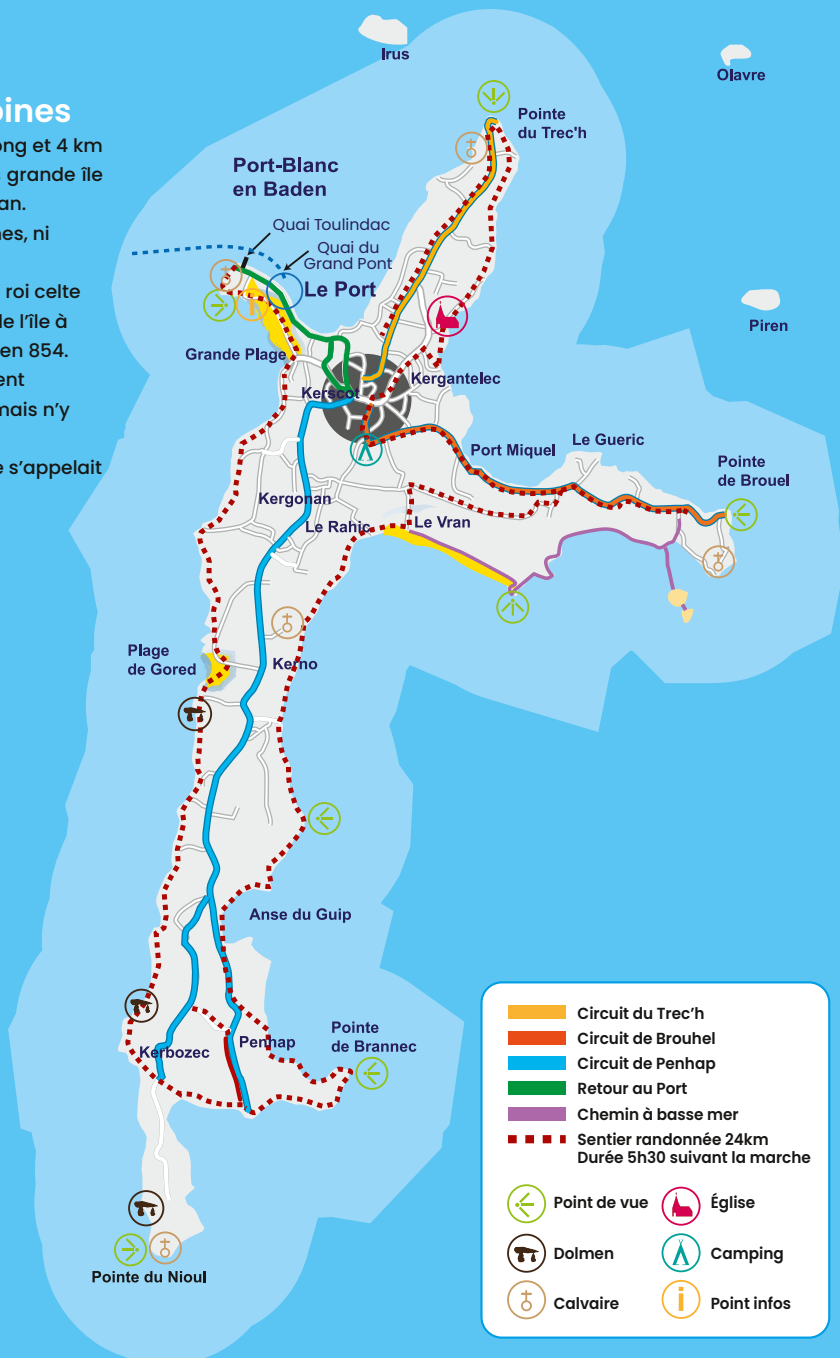 Irus
Olavre
oines
ong et 4 km
s grande île
an.
nes, ni
roi celte
de l'île à
en 854.
ent
mais n'y
e s'appelait
Pointe
du Trec'h
Port-Blanc
en Baden
Quai Toulindac
Quai du
Grand Pont
Le Port
Piren
Grande Plage
Kergantelec
Kerscot
Port Miquel
Le Gueric
Pointe
de Brouel
Kergonan
Le Rahic
Le Vran
Plage
de Gored
Kerno
Anse du Guip
Pointe
de Brannec
Penhap
Kerbozec
Pointe du Nioul
Circuit du Trec'h
Circuit de Brouhel
Circuit de Penhap
Retour au Port
Chemin à basse mer
Sentier randonnée 24km
Durée 5h30 suivant la marche
Point de vue
Église
Dolmen
Camping
Calvaire
Point infos